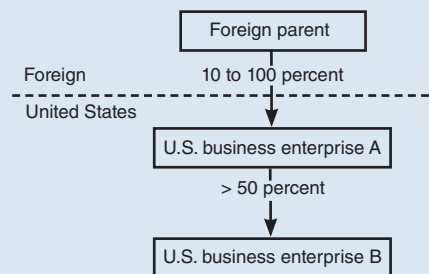 Foreign parent
Foreign
10 to 100 percent
United States
U.S. business enterprise A
> 50 percent
U.S. business enterprise B